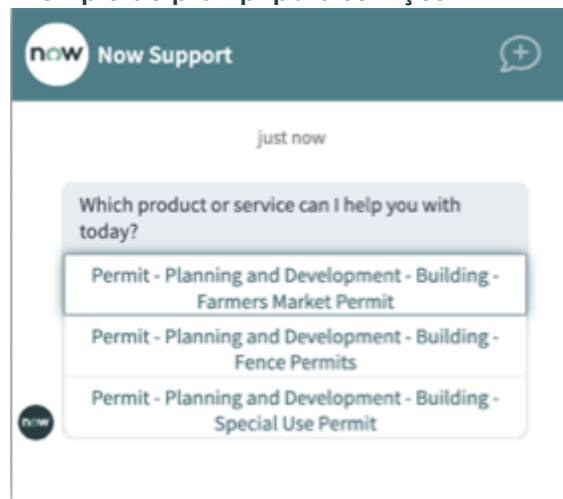 now Now Support
just now
Which product or service can I help you with
today?
Permit - Planning and Development - Building -
Farmers Market Permit
Permit - Planning and Development - Building -
Fence Permits
Permit - Planning and Development - Building -
Special Use Permit
now